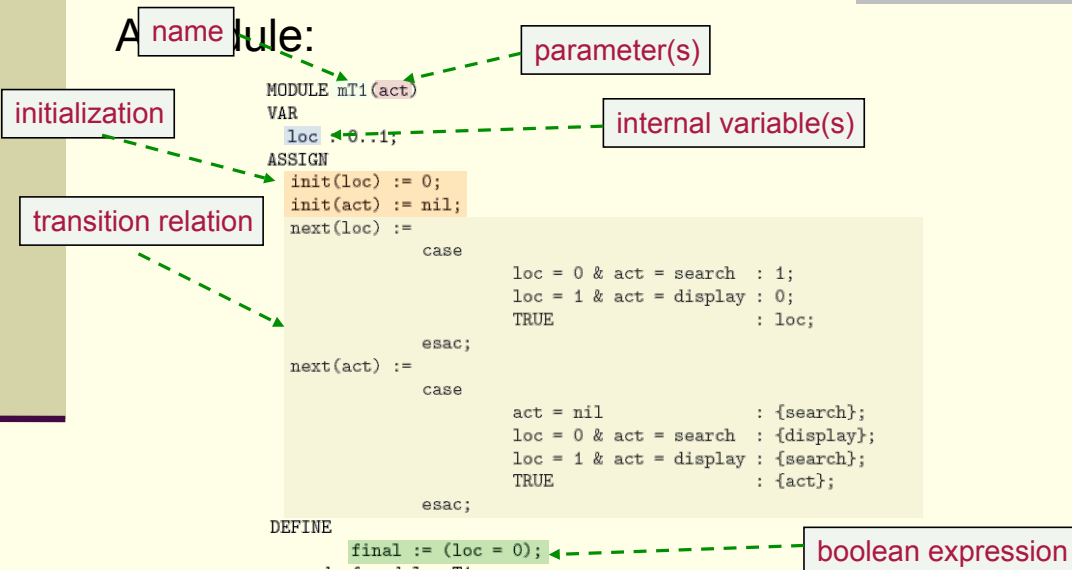 A dule:
name
parameter(s)
MODULE mT1(act)
initialization
VAR
loc : 0..1;
internal variable(s)
ASSIGN
init(loc) := 0;
init(act) := nil;
transition relation
next(loc) :=
case
loc = 0 & act = search : 1;
loc = 1 & act = display : 0;
TRUE : loc;
esac;
next(act) :=
case
act = nil : {search};
loc = 0 & act = search : {display};
loc = 1 & act = display : {search};
TRUE : {act};
esac;
DEFINE
final := (loc = 0);
boolean expression